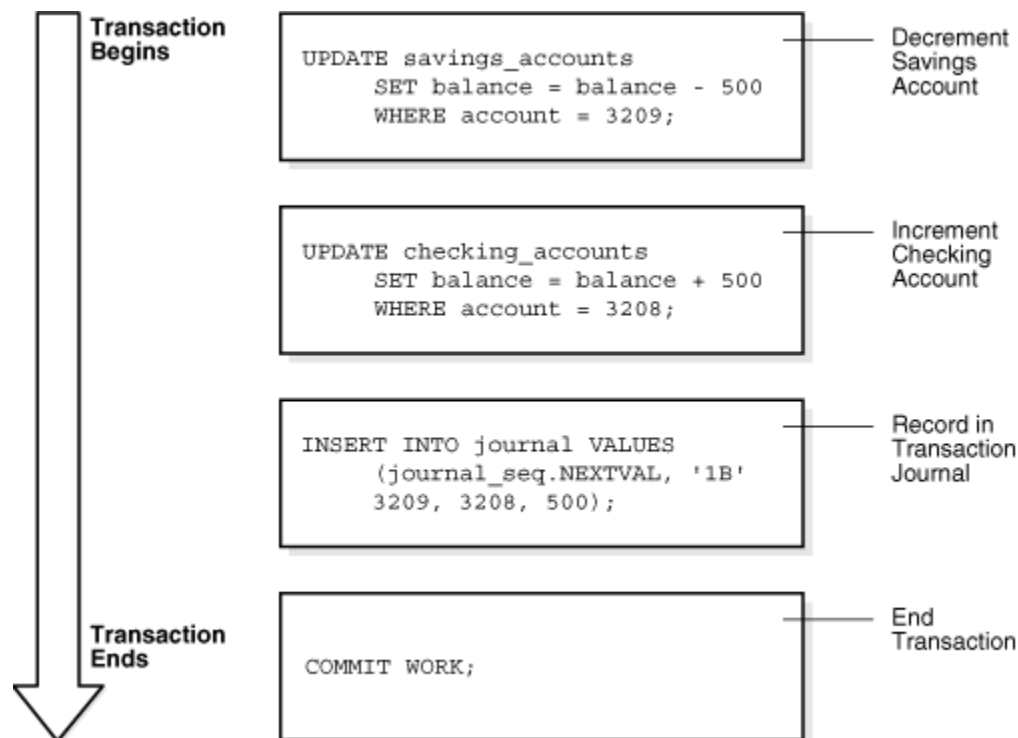 Transaction
Begins
UPDATE savings_accounts
SET balance = balance - 500
WHERE account = 3209;
Decrement
Savings
Account
UPDATE checking_accounts
SET balance = balance + 500
WHERE account = 3208;
Increment
Checking
Account
INSERT INTO journal VALUES
(journal_seq.NEXTVAL, '1B'
3209, 3208, 500);
Record in
Transaction
Journal
Transaction
Ends
COMMIT WORK;
End
Transaction